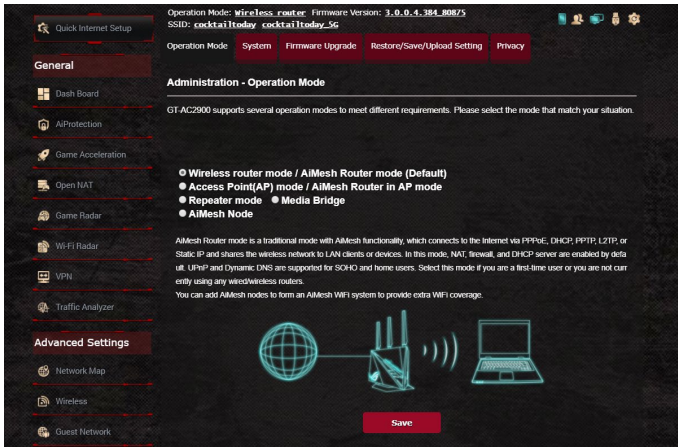 Operation Mode: Wireless router Firmware Version: 3.0.0.4.384_80875
SSID: cocktailtoday cocktailtoday_5G
Quick Internet Setup
Operation Mode System Firmware Upgrade Restore/Save/Upload Setting Privacy
General
Administration - Operation Mode
Dash Board
GT-AC2900 supports several operation modes to meet different requirements. Please select the mode that match your situation.
AiProtection
Game Acceleration
Wireless router mode / AiMesh Router mode (Default)
Open NAT
Access Point(AP) mode / AiMesh Router in AP mode
Repeater mode Media Bridge
Game Radar
AiMesh Node
Wi-Fi Radar
AiMesh Router mode is a traditional mode with AiMesh functionality, which connects to the Internet via PPPoE, DHCP, PPTP, L2TP, or
Static IP and shares the wireless network to LAN clients or devices. In this mode, NAT, firewall, and DHCP server are enabled by defa
ult. UPnP and Dynamic DNS are supported for SOHO and home users. Select this mode if you are a first-time user or you are not curr
ently using any wired/wireless routers.
VPN
You can add AiMesh nodes to form an AiMesh WiFi system to provide extra WiFi coverage.
Traffic Analyzer
Advanced Settings
Network Map
Wireless
Save
Guest Network